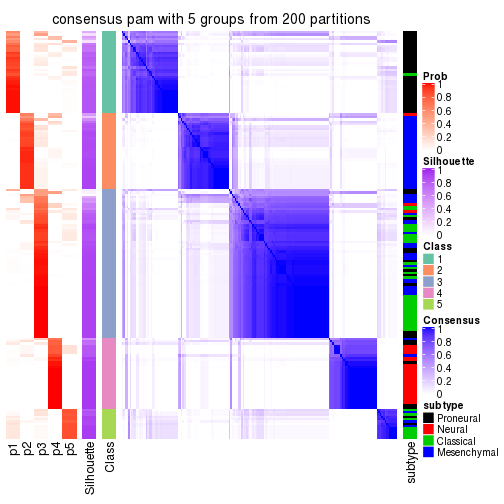 consensus pam with 5 groups from 200 partitions
Prob
1
0.8
0.6
0.4
0.2
0
Silhouette
1
0.8
0.6
0.4
0.2
0
Class
1
2
3
4
5
Consensus
1
0.8
0.6
0.4
0.2
0
subtype
Proneural
Neural
Classical
Mesenchymal
p1
p2
p3
p4
p5
Silhouette
Class
subtype